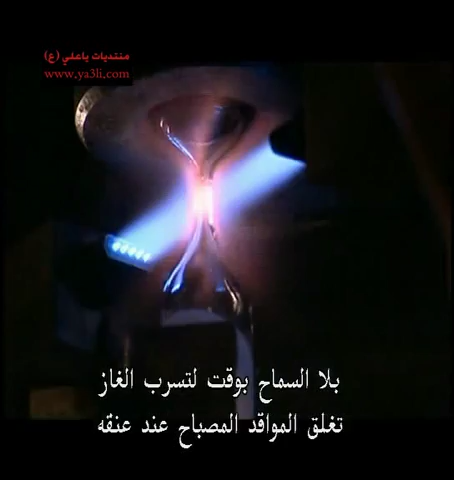 منتديات ياعلي (ع)
www.ya3li.com
بلا السماح بوقت لتسرب الغاز
تغلق المواقد المصباح عند عنقه